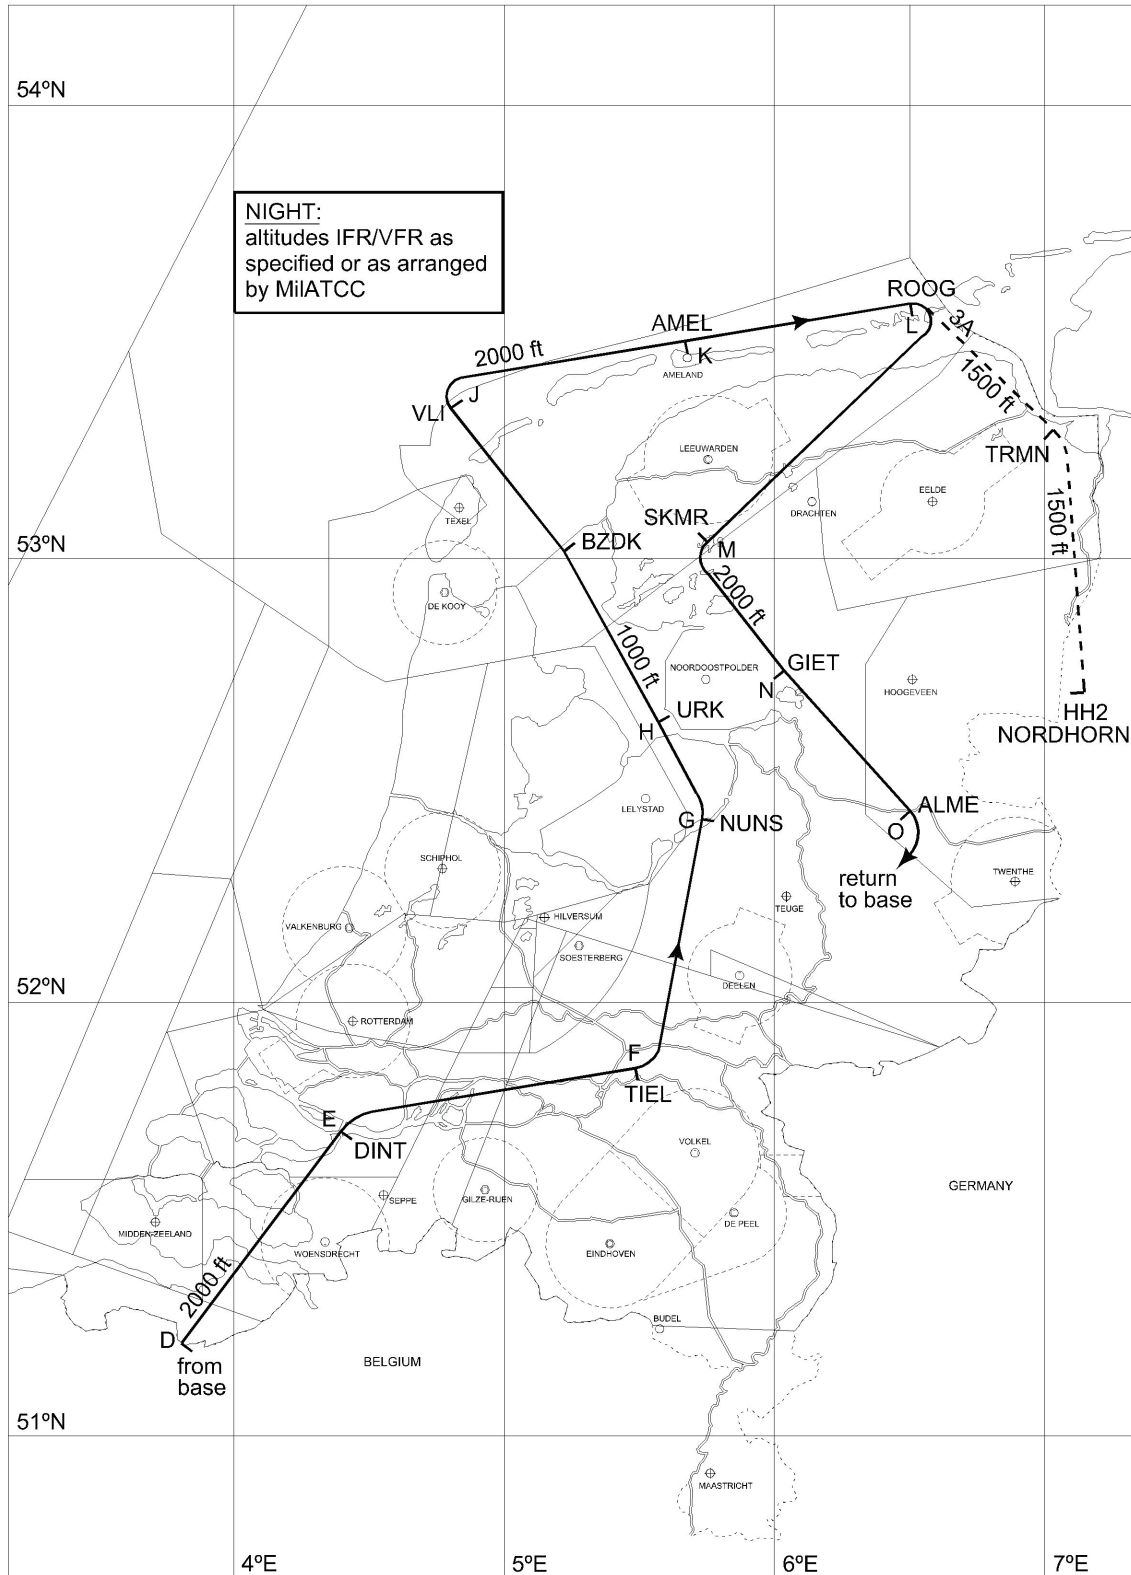 54ºN
NIGHT:
altitudes IFR/VFR as
specified or as arranged
by MilATCC
ROOG
L
3A
AMEL
K
AMELAND
2000 ft
1500 ft
J
VLI
TRMN
LEEUWARDEN
1500 ft
EELDE
DRACHTEN
TEXEL
SKMR
BZDK
M
53ºN
2000 ft
DE KOOY
1000 ft
NOORDOOSTPOLDER
GIET
N
HOOGEVEEN
URK
H
HH2
NORDHORN
LELYSTAD
ALME
G
NUNS
O
SCHIPHOL
return
to base
TWENTHE
TEUGE
VALKENBURG
HILVERSUM
SOESTERBERG
DEELEN
52ºN
ROTTERDAM
F
TIEL
E
DINT
VOLKEL
SEPPE
GILZE-RIJEN
GERMANY
DE PEEL
MIDDEN-ZEELAND
WOENSDRECHT
EINDHOVEN
2000 ft
BUDEL
D
from
base
BELGIUM
51ºN
MAASTRICHT
4ºE
5ºE
6ºE
7ºE